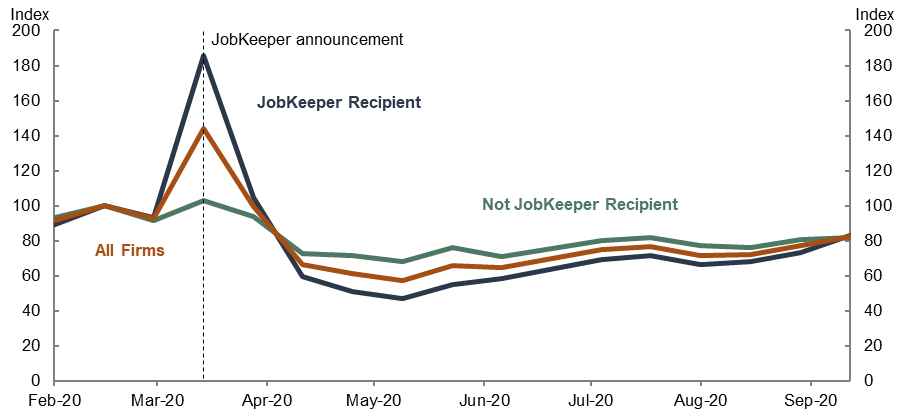 Index Index
200 200
JobKeeper announcement
180 180
160 160
JobKeeper Recipient
140 140
120 120
100 100
Not JobKeeper Recipient
80 80
All Firms
60 60
40 40
20 20
0 0
Feb-20 Mar-20 Apr-20 May-20 Jun-20 Jul-20 Aug-20 Sep-20